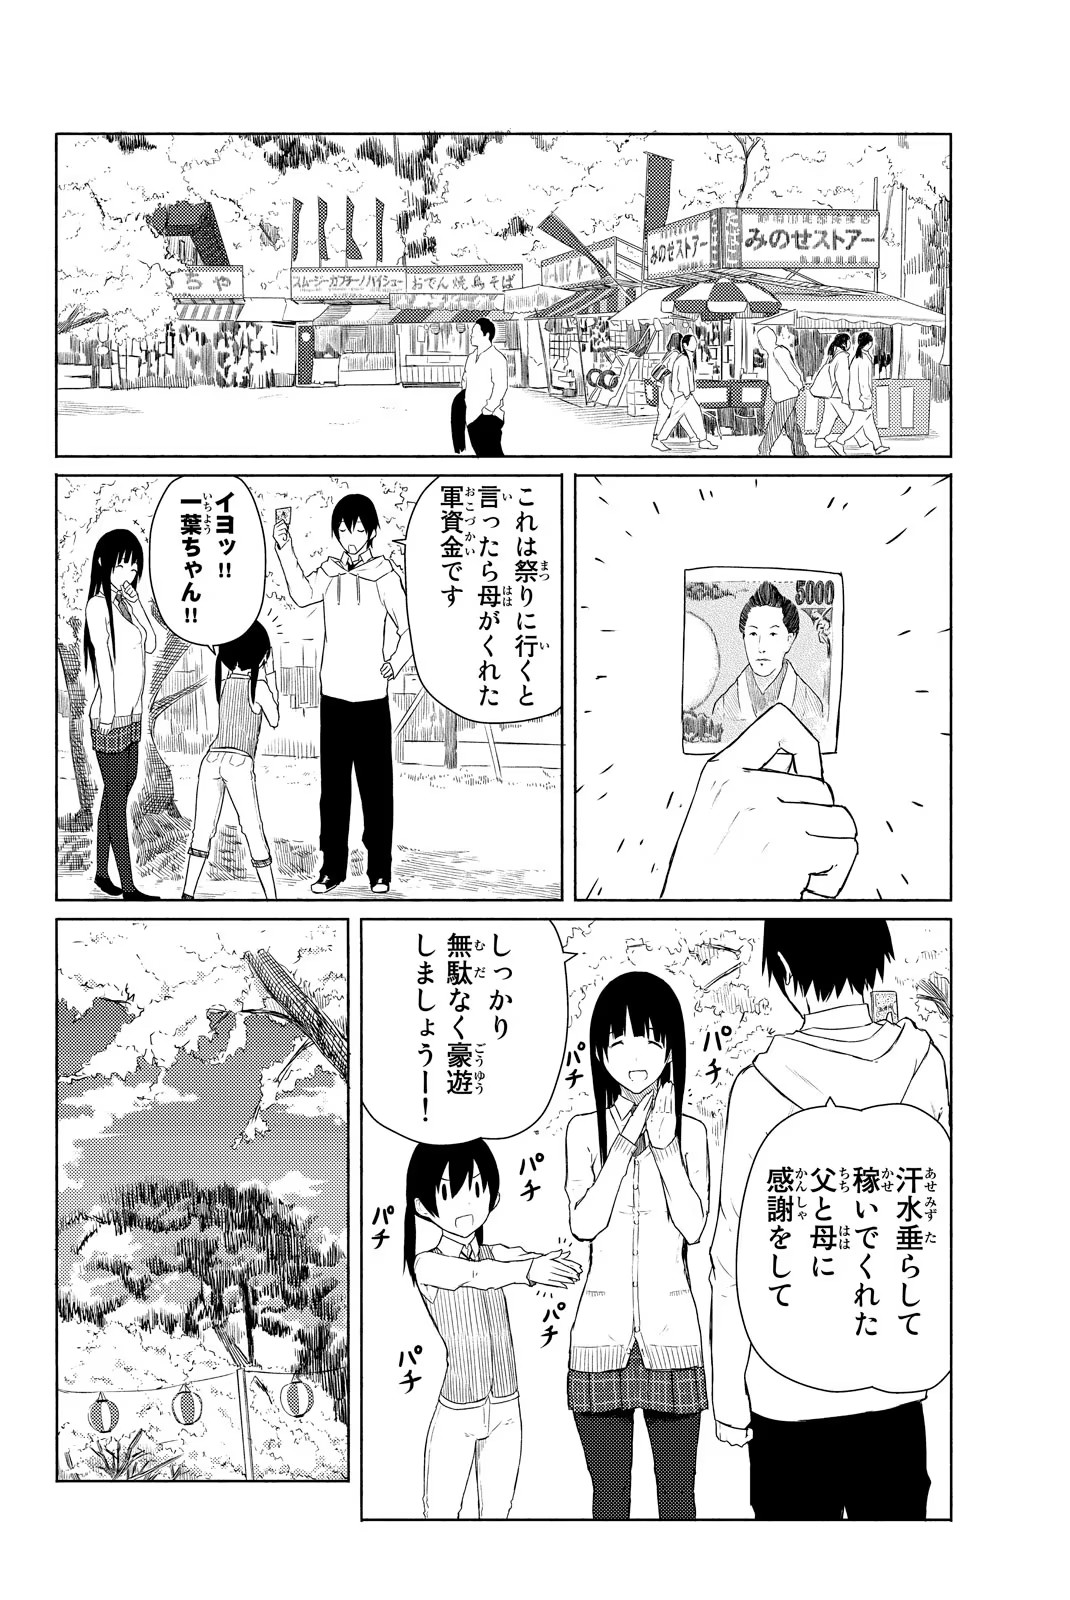 ちや
スムージーカプチーノハイシュー
おでん焼鳥そば
みのせストアー
たばこ
みのせストアー
5000
これは祭りに行くと
言ったら母がくれた
軍資金です
イヨッ!!
一葉ちゃん!!
汗水垂らして
稼いでくれた
父と母に
感謝をして
しっかり
無駄なく豪遊
しましょうー!
パチ
パチ
パチ
パチ
パチ
パチ